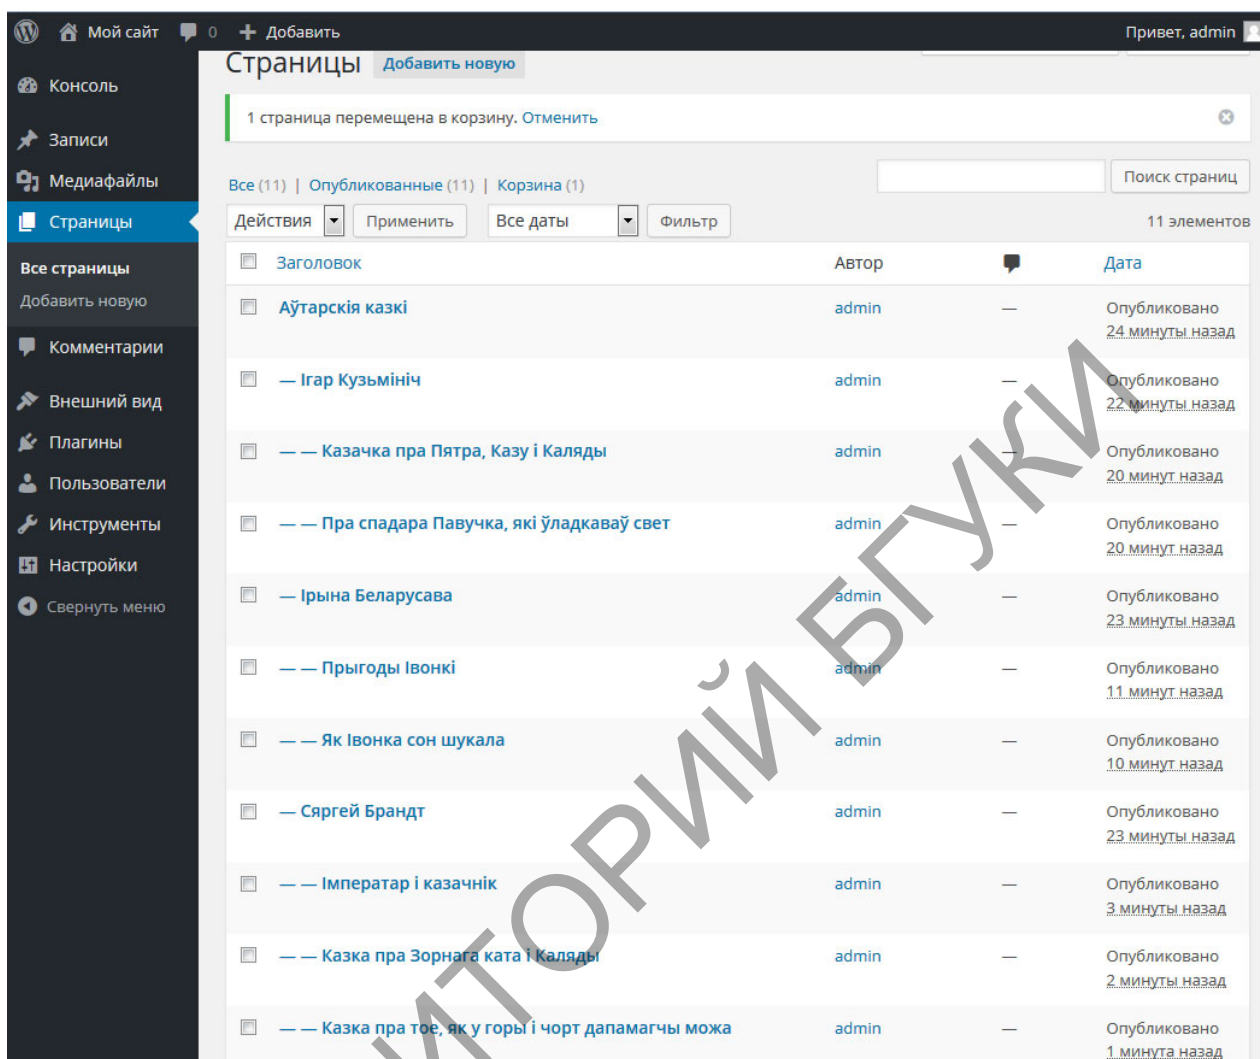 Мой сайт 0 Добавить Привет, admin
Консоль
Записи
Медиафайлы
Страницы
Все страницы
Добавить новую
Комментарии
Внешний вид
Плагины
Пользователи
Инструменты
Настройки
Свернуть меню
Страницы Добавить новую
1 страница перемещена в корзину. Отменить
Все (11) | Опубликованные (11) | Корзина (1) Поиск страниц
Действия Применить Все даты Фильтр 11 элементов
Заголовок Автор Дата
Аўтарскія казкі admin — Опубликовано
24 минуты назад
— Ігар Кузьмініч admin — Опубликовано
22 минуты назад
— — Казачка пра Пятра, Казу і Каляды admin — Опубликовано
20 минут назад
— — Пра спадара Павучка, які ўладкаваў свет admin — Опубликовано
20 минут назад
— Ірына Беларусава admin — Опубликовано
23 минуты назад
— — Прыгоды Івонкі admin — Опубликовано
11 минут назад
— — Як Івонка сон шукала admin — Опубликовано
10 минут назад
— Сяргей Брандт admin — Опубликовано
23 минуты назад
— — Імператар і казачнік admin — Опубликовано
3 минуты назад
— — Казка пра Зорнага ката і Каляды admin — Опубликовано
2 минуты назад
— — Казка пра тое, як у горы і чорт дапамагчы можа admin — Опубликовано
1 минута назад
ИТОРИЙ БГУКИ